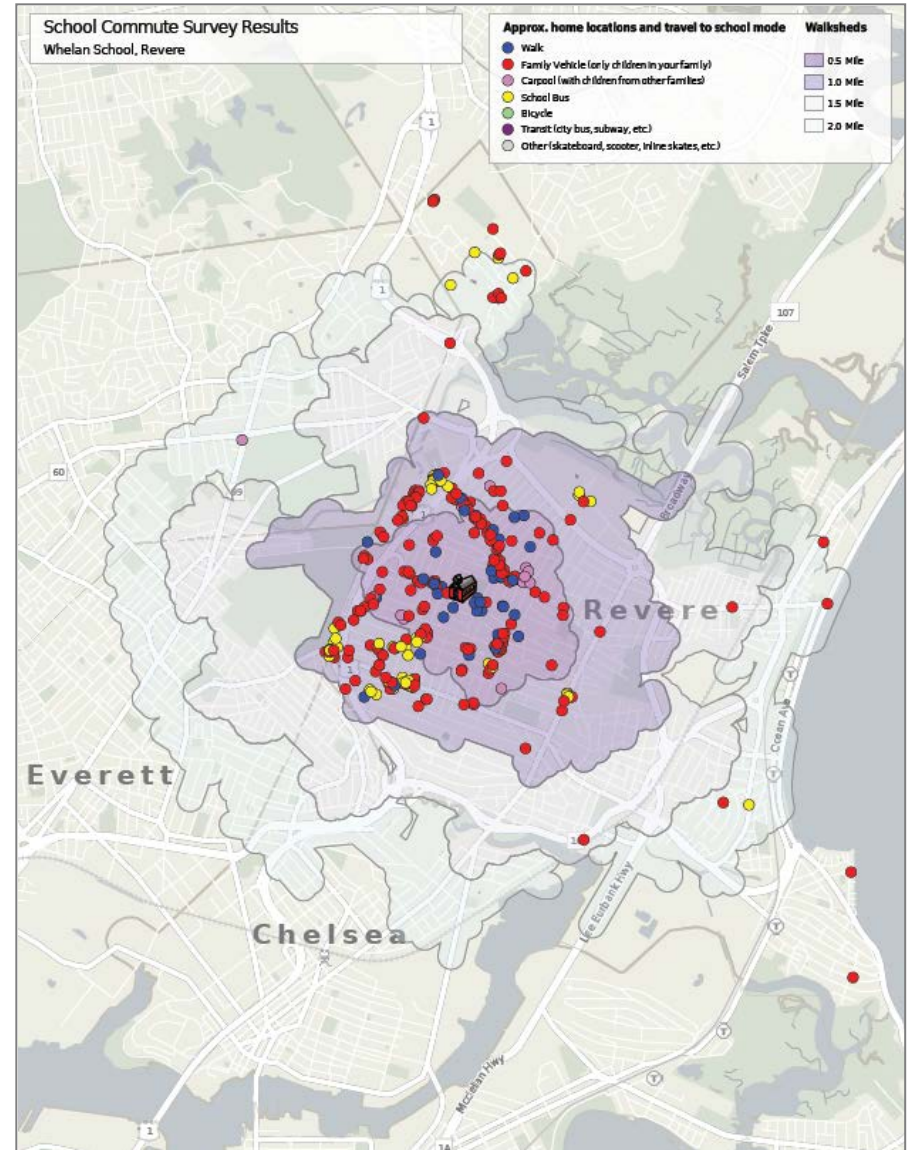 School Commute Survey Results
Whelan School, Revere
Approx. home locations and travel to school mode
Walk
Family Vehicle (only children in your family)
Carpool (with children from other families)
School Bus
Bicycle
Transit (city bus, subway, etc.)
Other (skateboard, scooter, inline skates, etc.)
Walksheds
0.5 Mile
1.0 Mile
1.5 Mile
2.0 Mile
1
1
107
Salem Tpke
60
99
Broadway
1
Revere
1
T
Ocean Ave
T
Everett
Lee Burbank Hwy
Chelsea
T
T
Mcclellan Hwy
T
1
1A